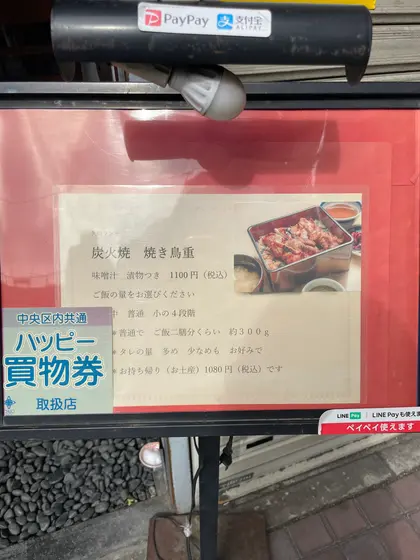 PayPay 支付宝 ALIPAY
炭火焼 焼き鳥重
味噌汁 漬物つき 1100円（税込）
ご飯の量をお選びください
中 普通 小の４段階
＊普通で ご飯二膳分くらい 約３００ｇ
＊タレの量 多め 少なめも お好みで
＊お持ち帰り（お土産）1080円（税込）です
中央区内共通
ハッピー
買物券
取扱店
LINE Pay LINE Payも使えま
ペイペイ使えます